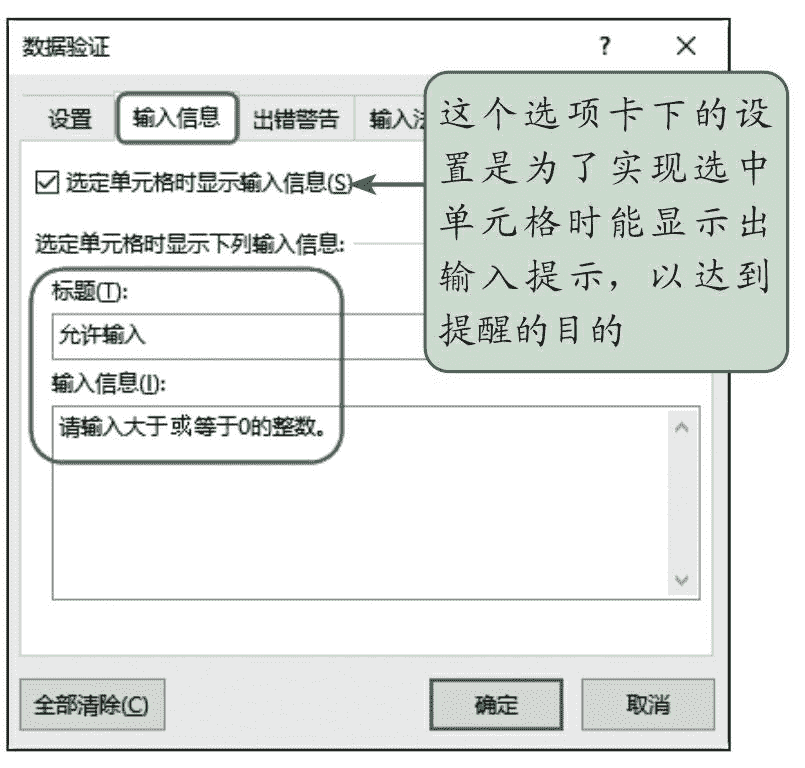 数据验证
?
×
设置
输入信息
出错警告
输入法
这个选项卡下的设
置是为了实现选中
单元格时能显示出
输入提示，以达到
提醒的目的
选定单元格时显示输入信息(S)
选定单元格时显示下列输入信息:
标题(T):
允许输入
输入信息(I):
请输入大于或等于0的整数。
全部清除(C)
确定
取消